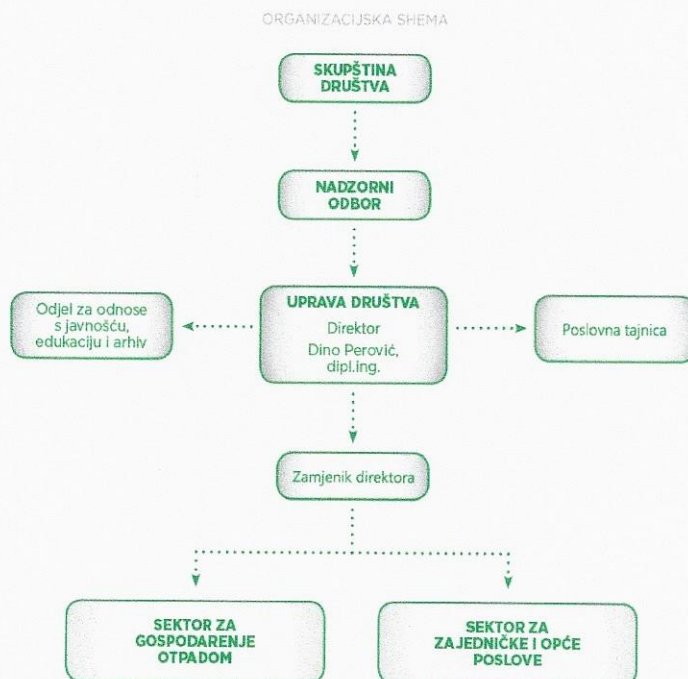 ORGANIZACIJSKA SHEMA
SKUPŠTINA
DRUŠTVA
NADZORNI
ODBOR
Odjel za odnose
s javnošću,
edukaciju i arhiv
UPRAVA DRUŠTVA
Direktor
Dino Perović,
dipl.ing.
Poslovna tajnica
Zamjenik direktora
SEKTOR ZA
GOSPODARENJE
OTPADOM
SEKTOR ZA
ZAJEDNIČKE I OPĆE
POSLOVE